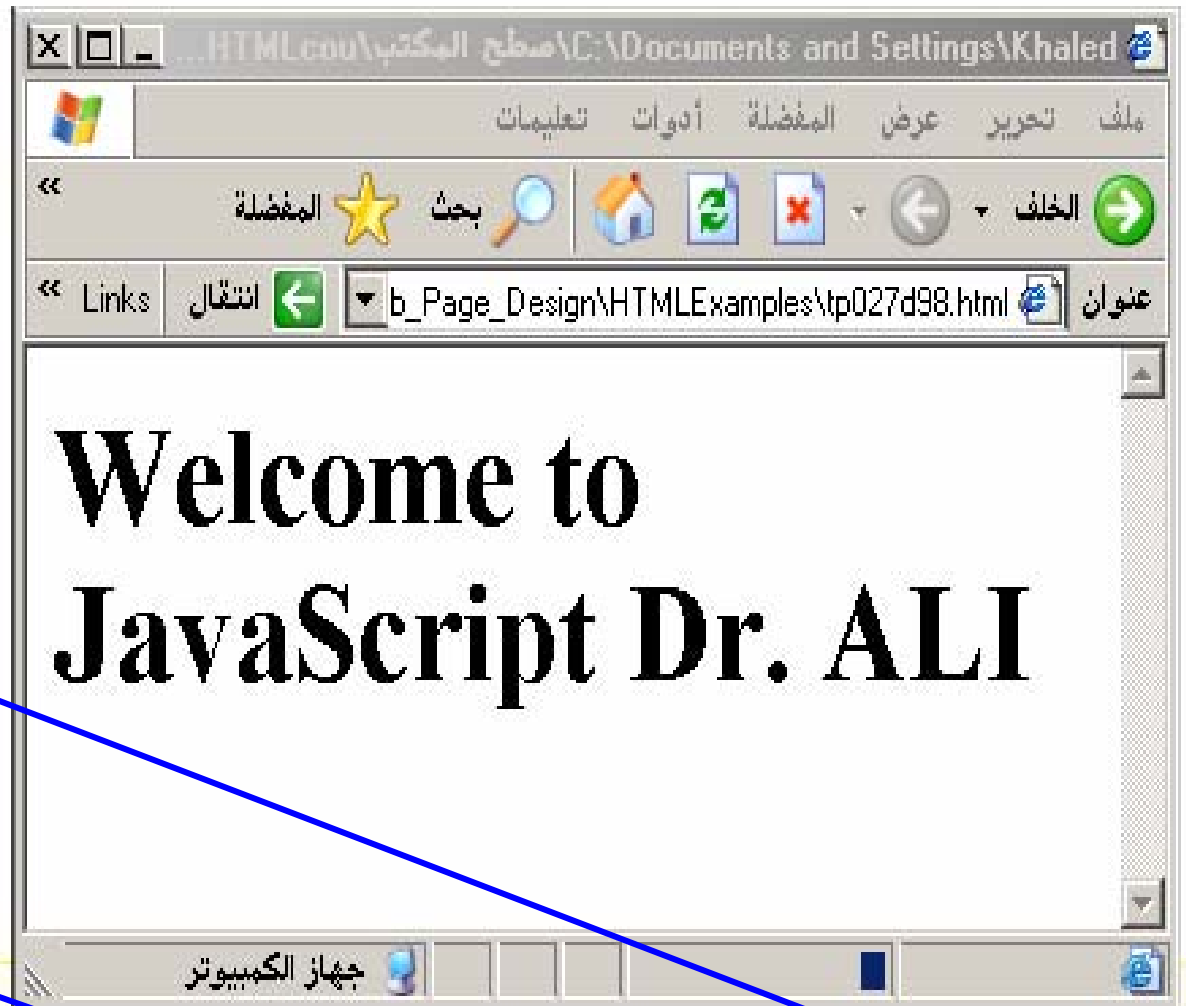 C:\Documents and Settings\Khaled\سطح المكتب\HTMLcou...
ملف تحرير عرض المفضلة أدوات تعليمات
الخلف بحث المفضلة »
عنوان b_Page_Design\HTMLExamples\tp027d98.html انتقال Links »
Welcome to
JavaScript Dr. ALI
جهاز الكمبيوتر